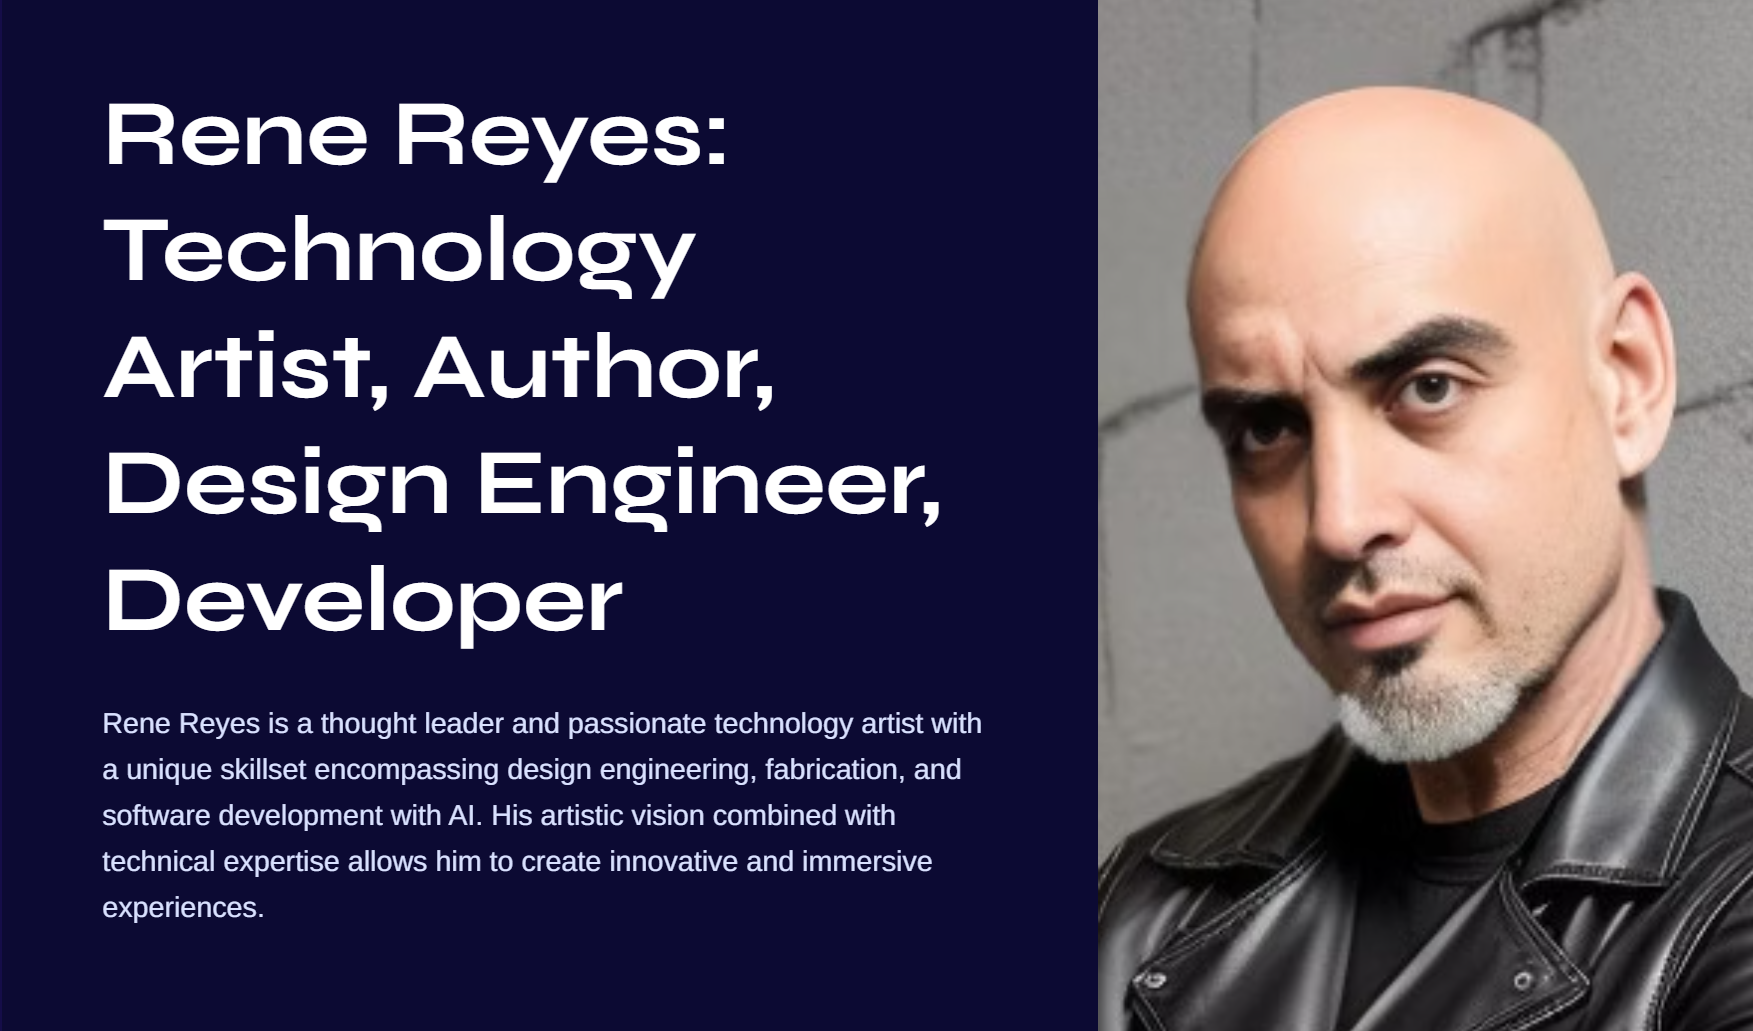 Rene Reyes:
Technology
Artist, Author,
Design Engineer,
Developer
Rene Reyes is a thought leader and passionate technology artist with
a unique skillset encompassing design engineering, fabrication, and
software development with AI. His artistic vision combined with
technical expertise allows him to create innovative and immersive
experiences.